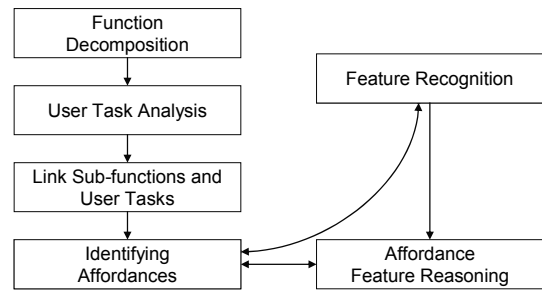 Function
Decomposition
User Task Analysis
Link Sub-functions and
User Tasks
Identifying
Affordances
Feature Recognition
Affordance
Feature Reasoning